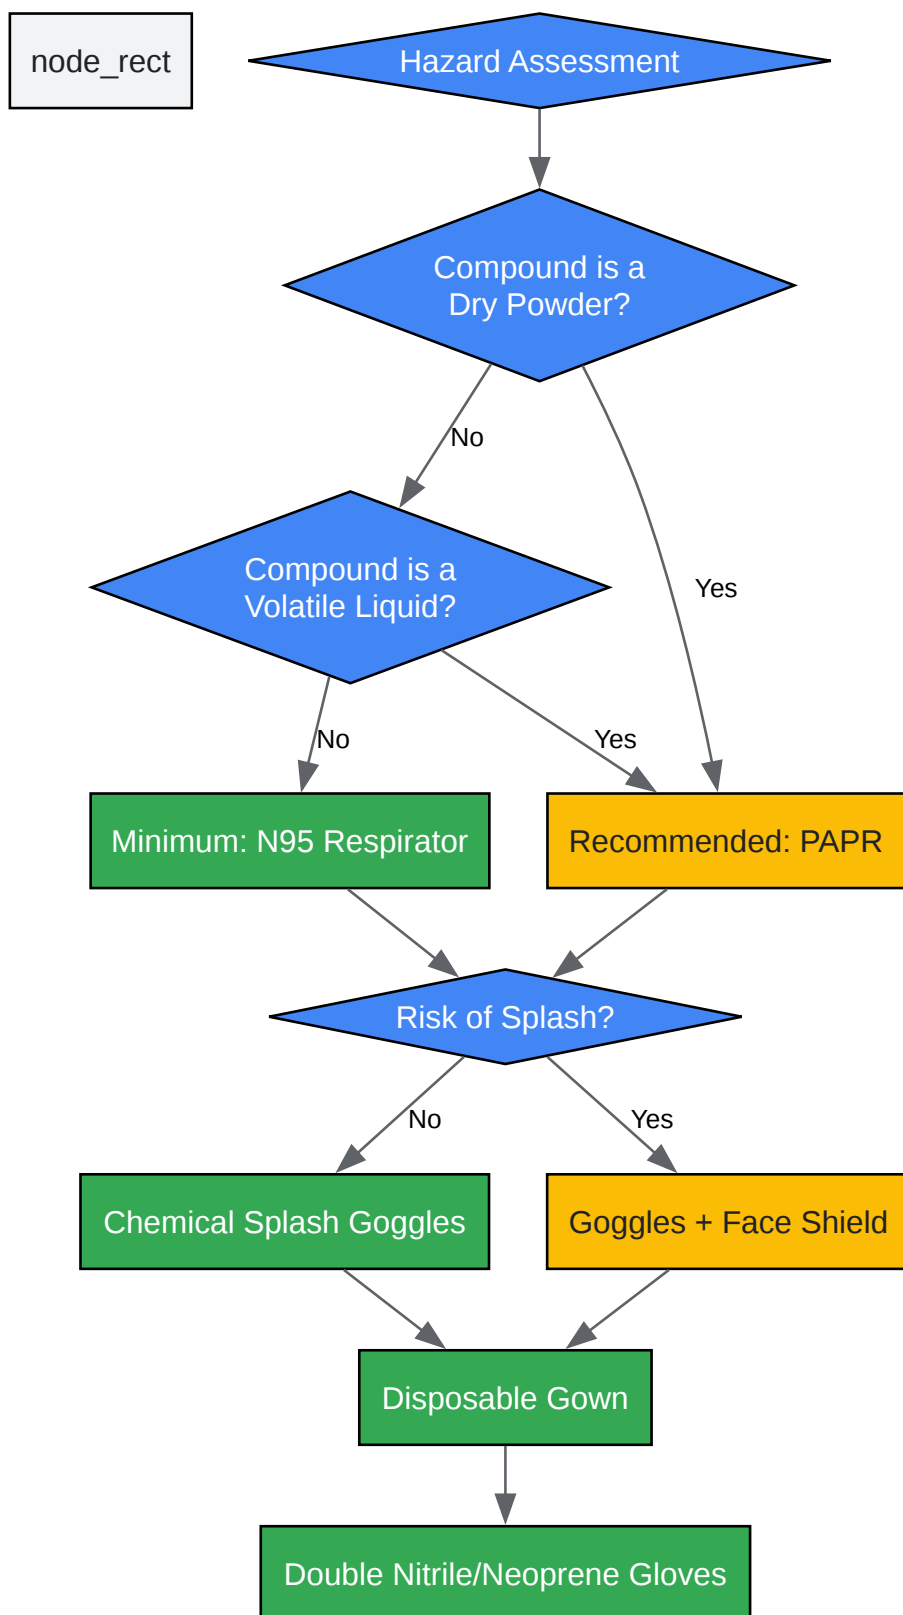 node_rect
Hazard Assessment
Compound is a
Dry Powder?
No
Yes
Compound is a
Volatile Liquid?
No
Yes
Minimum: N95 Respirator
Recommended: PAPR
Risk of Splash?
No
Yes
Chemical Splash Goggles
Goggles + Face Shield
Disposable Gown
Double Nitrile/Neoprene Gloves